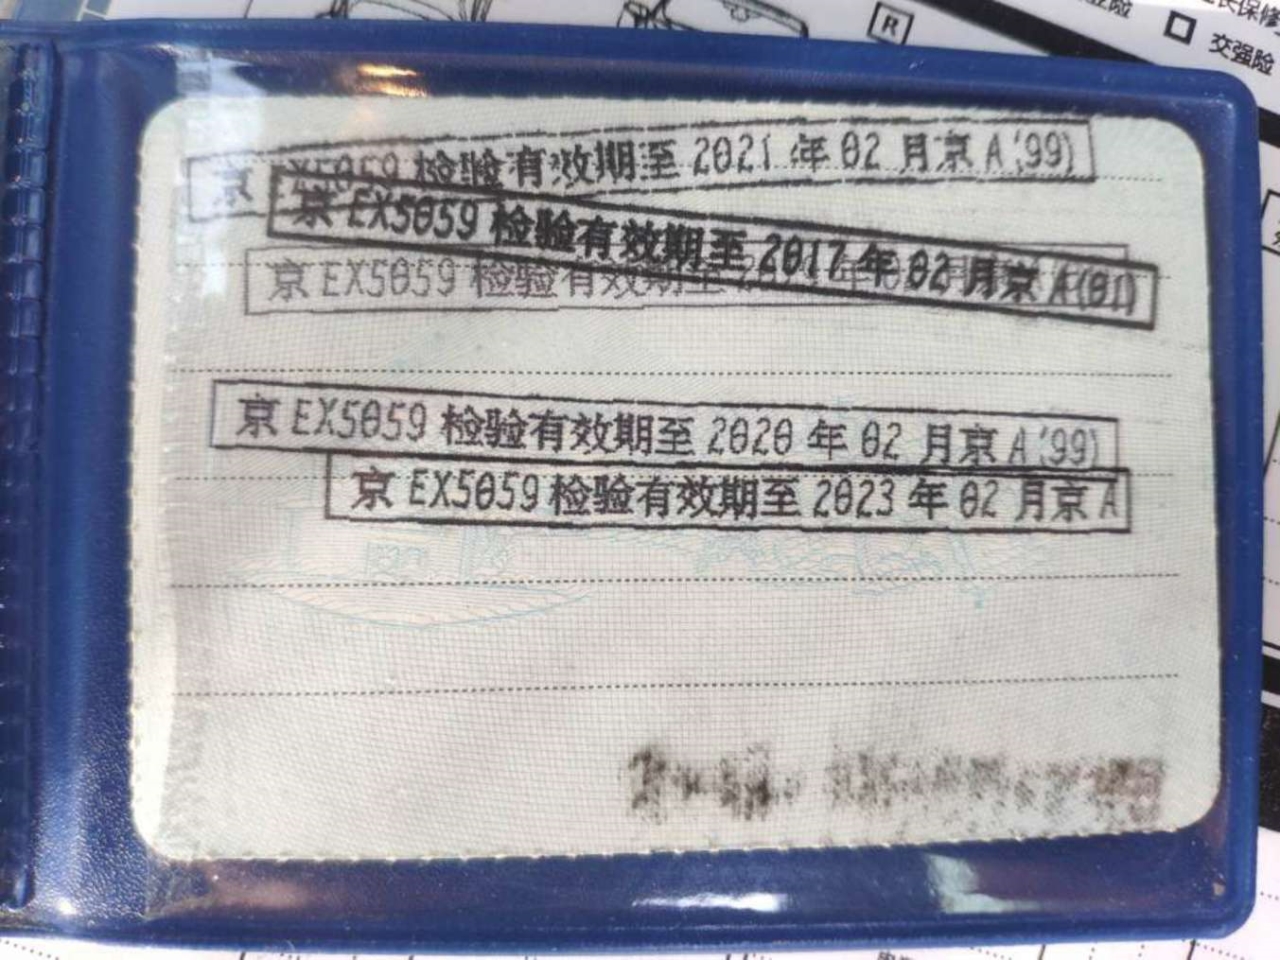 R
交强险
京 EX5059 检验有效期至 2021 年 02 月京 A(99)
京 EX5059 检验有效期至 2017 年 02 月京 A(01)
京 EX5059 检验有效期至
京 EX5059 检验有效期至 2020 年 02 月京 A(99)
京 EX5059 检验有效期至 2023 年 02 月京 A